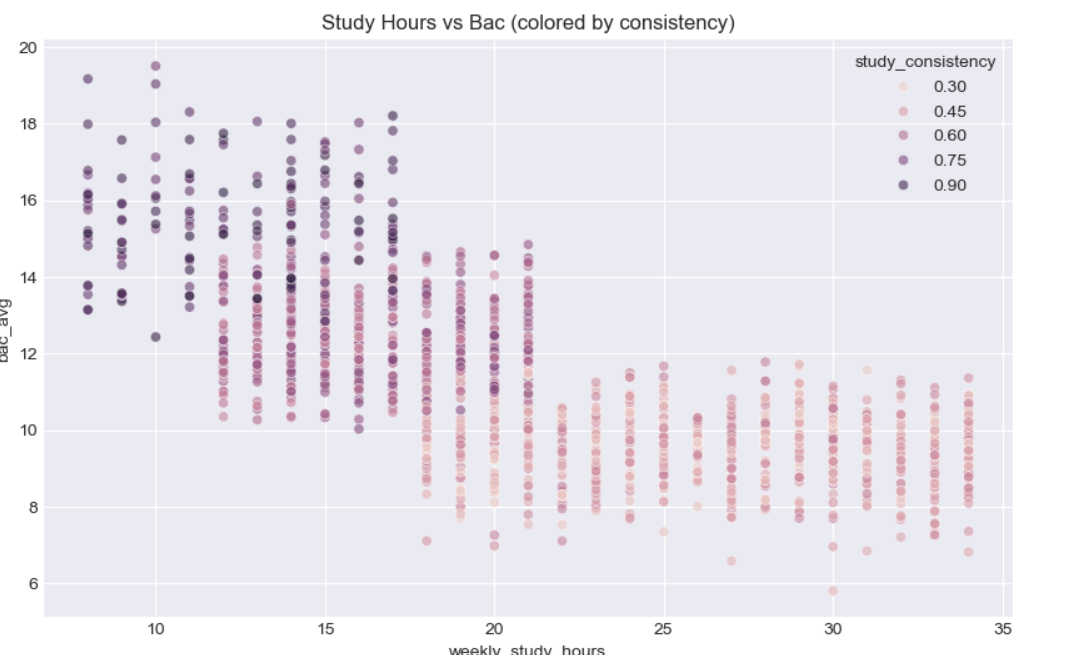 Study Hours vs Bac (colored by consistency)
20
18
16
14
12
10
8
6
bac_avg
study_consistency
0.30
0.45
0.60
0.75
0.90
10 15 20 25 30 35
weekly_study_hours